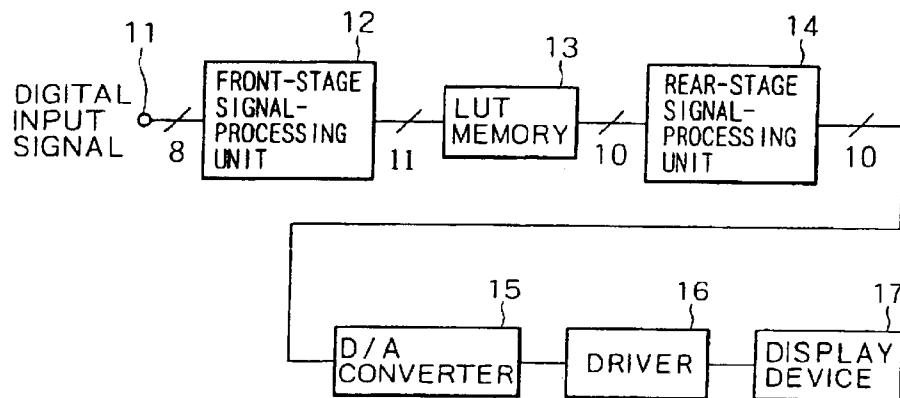 11
DIGITAL
INPUT
SIGNAL
8
12
FRONT-STAGE
SIGNAL-
PROCESSING
UNIT
11
13
LUT
MEMORY
10
14
REAR-STAGE
SIGNAL-
PROCESSING
UNIT
10
15
D/A
CONVERTER
16
DRIVER
17
DISPLAY
DEVICE